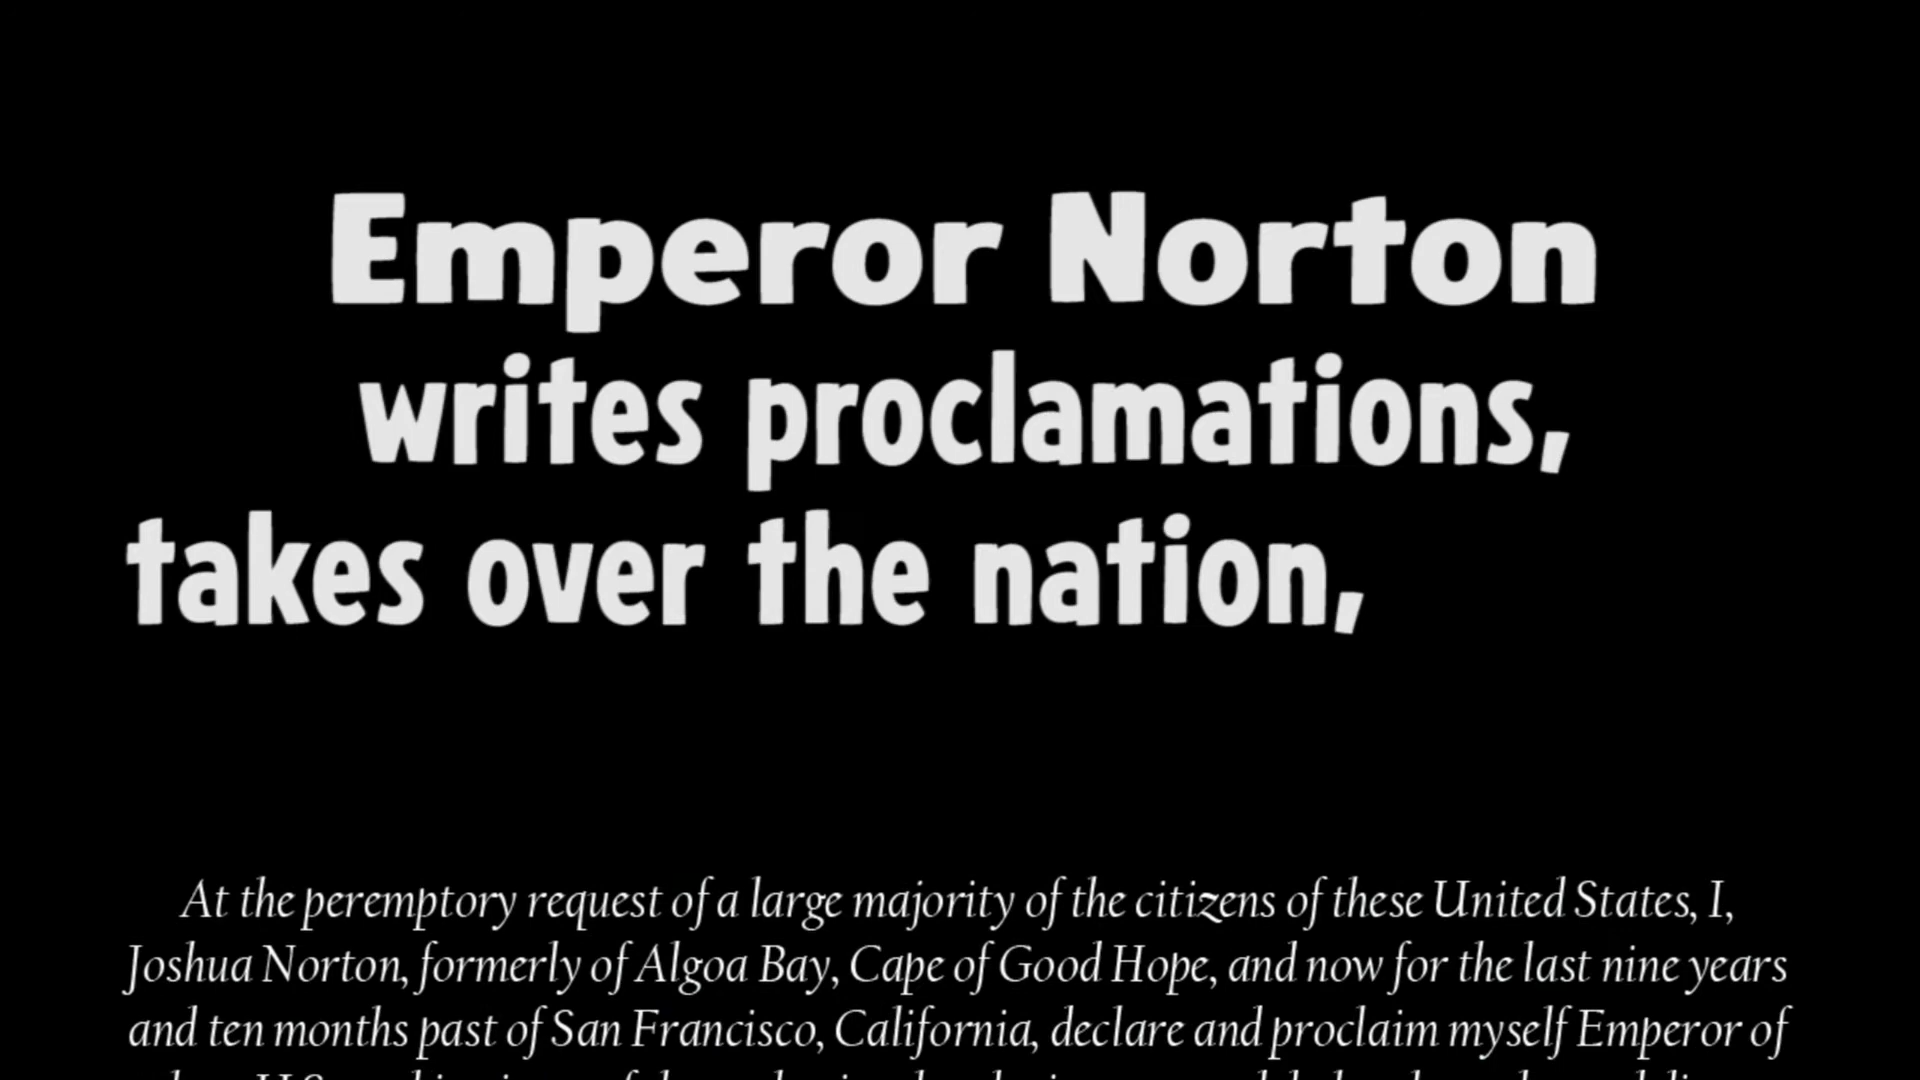 Emperor Norton
writes proclamations,
takes over the nation,
At the peremptory request of a large majority of the citizens of these United States, I,
Joshua Norton, formerly of Algoa Bay, Cape of Good Hope, and now for the last nine years
and ten months past of San Francisco, California, declare and proclaim myself Emperor of